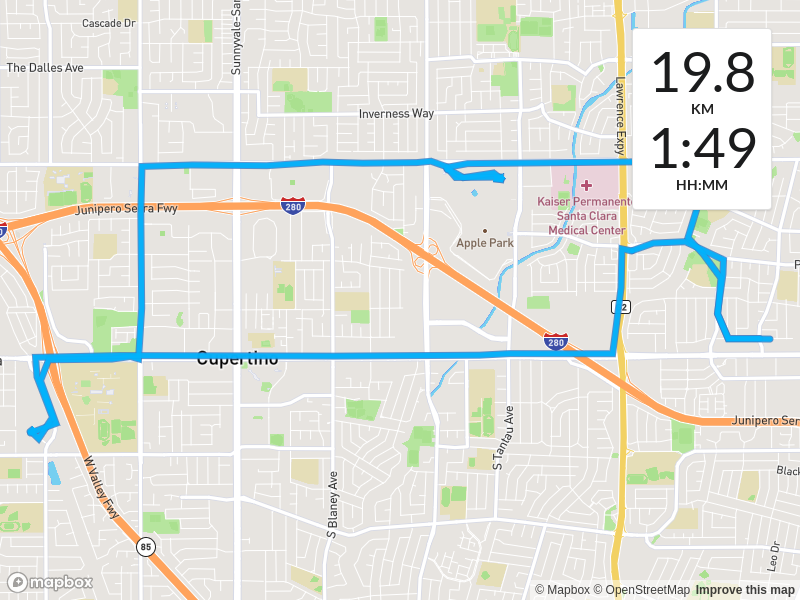 Cascade Dr
Sunnyvale-Sar
The Dalles Ave
Inverness Way
Lawrence Expy
19.8
KM
1:49
HH:MM
Junipero Serra Fwy
280
Kaiser Permanente
Santa Clara
Medical Center
Apple Park
280
Cupertino
Junipero Ser
S Tantau Ave
W Valley Fwy
S Blaney Ave
Black
85
Leo Dr
mapbox
© Mapbox © OpenStreetMap Improve this map